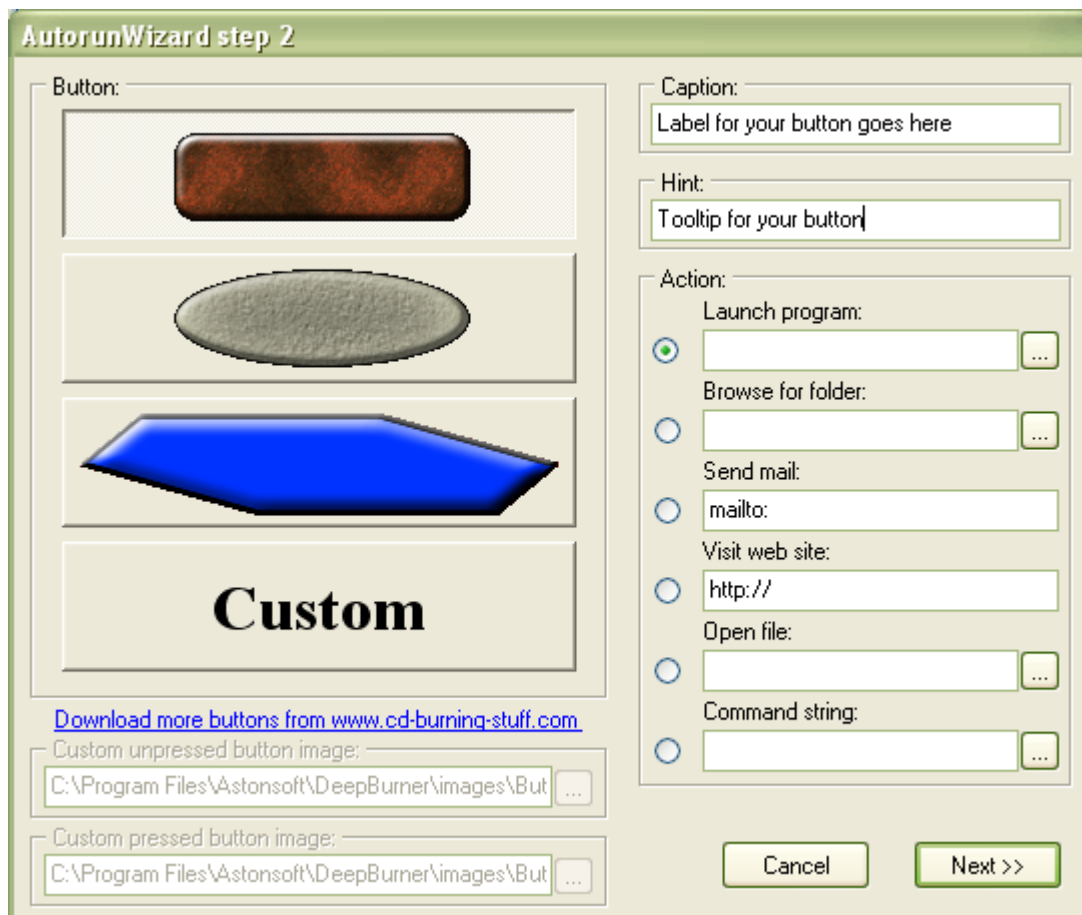 AutorunWizard step 2
Button:
Custom
Download more buttons from www.cd-burning-stuff.com
Custom unpressed button image:
C:\Program Files\Astonsoft\DeepBurner\images\But
...
Custom pressed button image:
C:\Program Files\Astonsoft\DeepBurner\images\But
...
Caption:
Label for your button goes here
Hint:
Tooltip for your button
Action:
Launch program:
...
Browse for folder:
...
Send mail:
mailto:
Visit web site:
http://
Open file:
...
Command string:
...
Cancel
Next >>